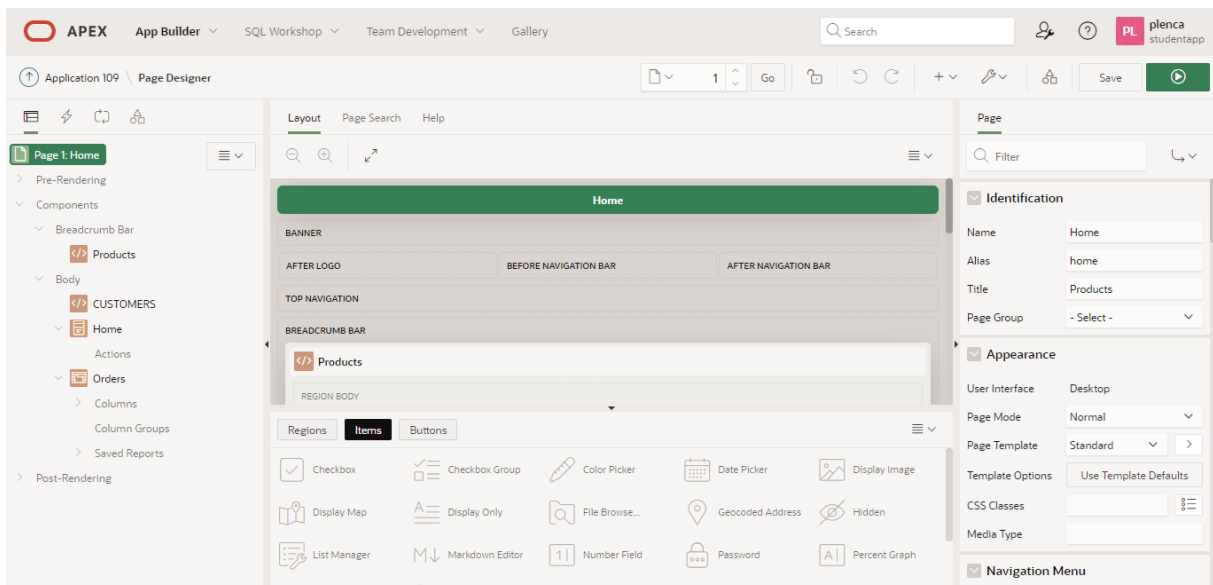 APEX App Builder SQL Workshop Team Development Gallery Search PL plenca
studentapp
Application 109 \ Page Designer 1 Go Save
Layout Page Search Help Page
Page 1: Home Filter
Pre-Rendering
Components
Breadcrumb Bar
Products
Body
CUSTOMERS
Home
Actions
Orders
Columns
Column Groups
Saved Reports
Post-Rendering
Home
BANNER
AFTER LOGO BEFORE NAVIGATION BAR AFTER NAVIGATION BAR
TOP NAVIGATION
BREADCRUMB BAR
Products
REGION BODY
Regions Items Buttons
Checkbox Checkbox Group Color Picker Date Picker Display Image
Display Map Display Only File Browse... Geocoded Address Hidden
List Manager Markdown Editor Number Field Password Percent Graph
Identification
Name Home
Alias home
Title Products
Page Group - Select -
Appearance
User Interface Desktop
Page Mode Normal
Page Template Standard
Template Options Use Template Defaults
CSS Classes
Media Type
Navigation Menu